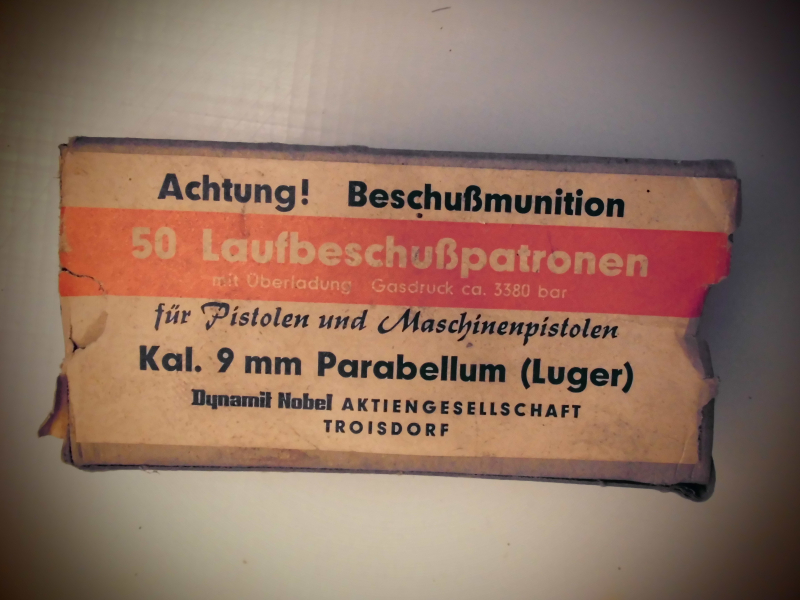 Achtung! Beschußmunition
50 Laufbeschußpatronen
mit Überladung Gasdruck ca. 3380 bar
für Pistolen und Maschinenpistolen
Kal. 9 mm Parabellum (Luger)
Dynamit Nobel AKTIENGESELLSCHAFT
TROISDORF